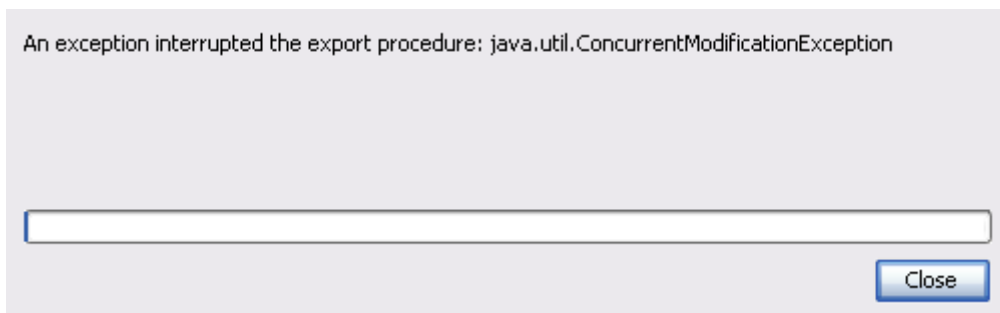 An exception interrupted the export procedure: java.util.ConcurrentModificationException
Close